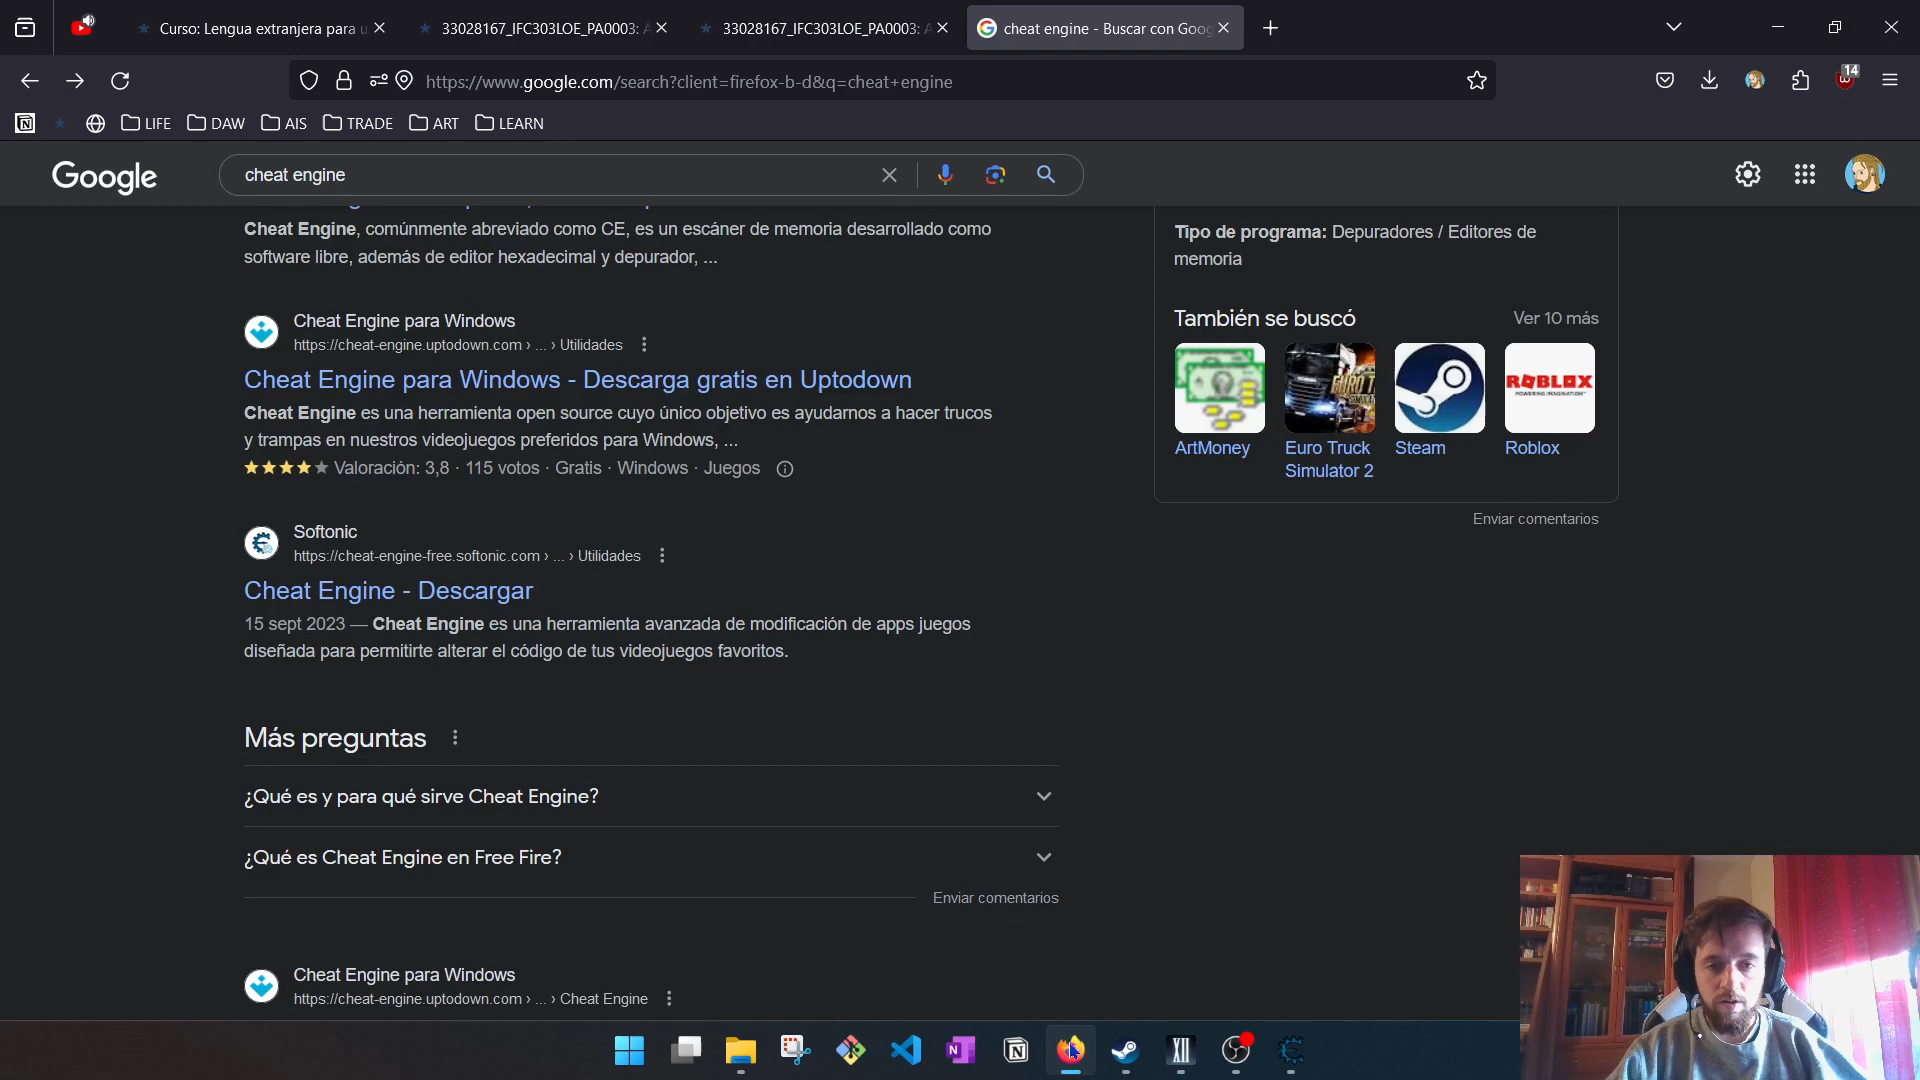 Curso: Lengua extranjera para u
33028167_IFC303LOE_PA0003: A
33028167_IFC303LOE_PA0003: A
cheat engine - Buscar con Goog
https://www.google.com/search?client=firefox-b-d&q=cheat+engine
14
LIFE
DAW
AIS
TRADE
ART
LEARN
Google
cheat engine
Cheat Engine, comúnmente abreviado como CE, es un escáner de memoria desarrollado como
software libre, además de editor hexadecimal y depurador, ...
Cheat Engine para Windows
https://cheat-engine.uptodown.com › ... › Utilidades
Cheat Engine para Windows - Descarga gratis en Uptodown
Cheat Engine es una herramienta open source cuyo único objetivo es ayudarnos a hacer trucos
y trampas en nuestros videojuegos preferidos para Windows, ...
Valoración: 3,8 · 115 votos · Gratis · Windows · Juegos
Softonic
https://cheat-engine-free.softonic.com › ... › Utilidades
Cheat Engine - Descargar
15 sept 2023 — Cheat Engine es una herramienta avanzada de modificación de apps juegos
diseñada para permitirte alterar el código de tus videojuegos favoritos.
Más preguntas
¿Qué es y para qué sirve Cheat Engine?
¿Qué es Cheat Engine en Free Fire?
Enviar comentarios
Cheat Engine para Windows
https://cheat-engine.uptodown.com › ... › Cheat Engine
Tipo de programa: Depuradores / Editores de
memoria
También se buscó
Ver 10 más
EURO T
ROBLOX
POWERING IMAGINATION
ArtMoney
Euro Truck
Simulator 2
Steam
Roblox
Enviar comentarios
XII